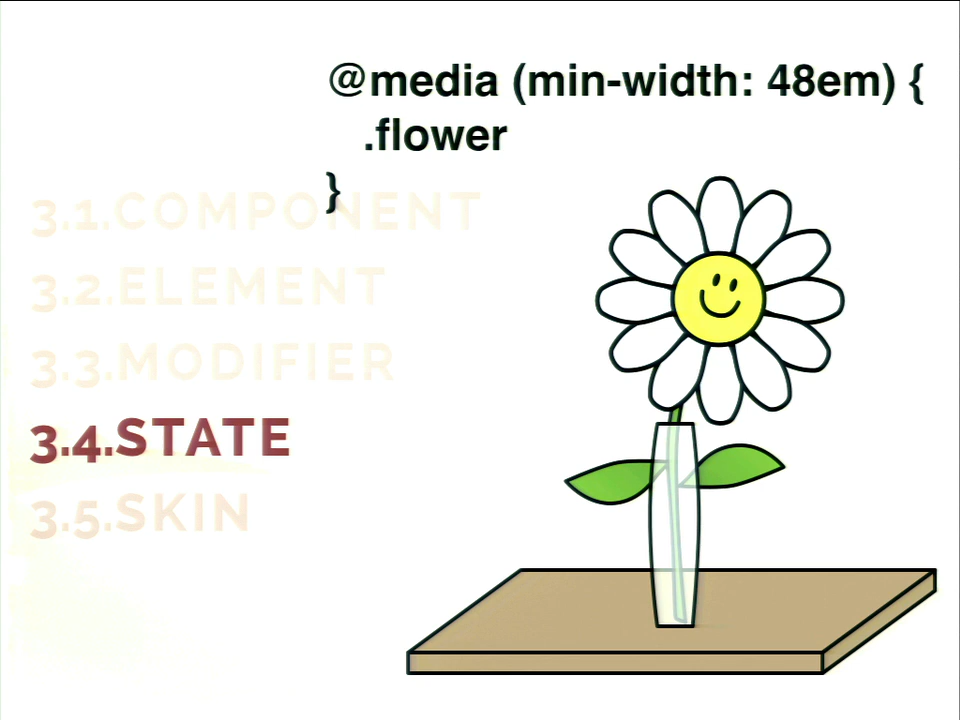 @media (min-width: 48em) {
.flower
}
3.1.COMPONENT
3.2.ELEMENT
3.3.MODIFIER
3.4.STATE
3.5.SKIN